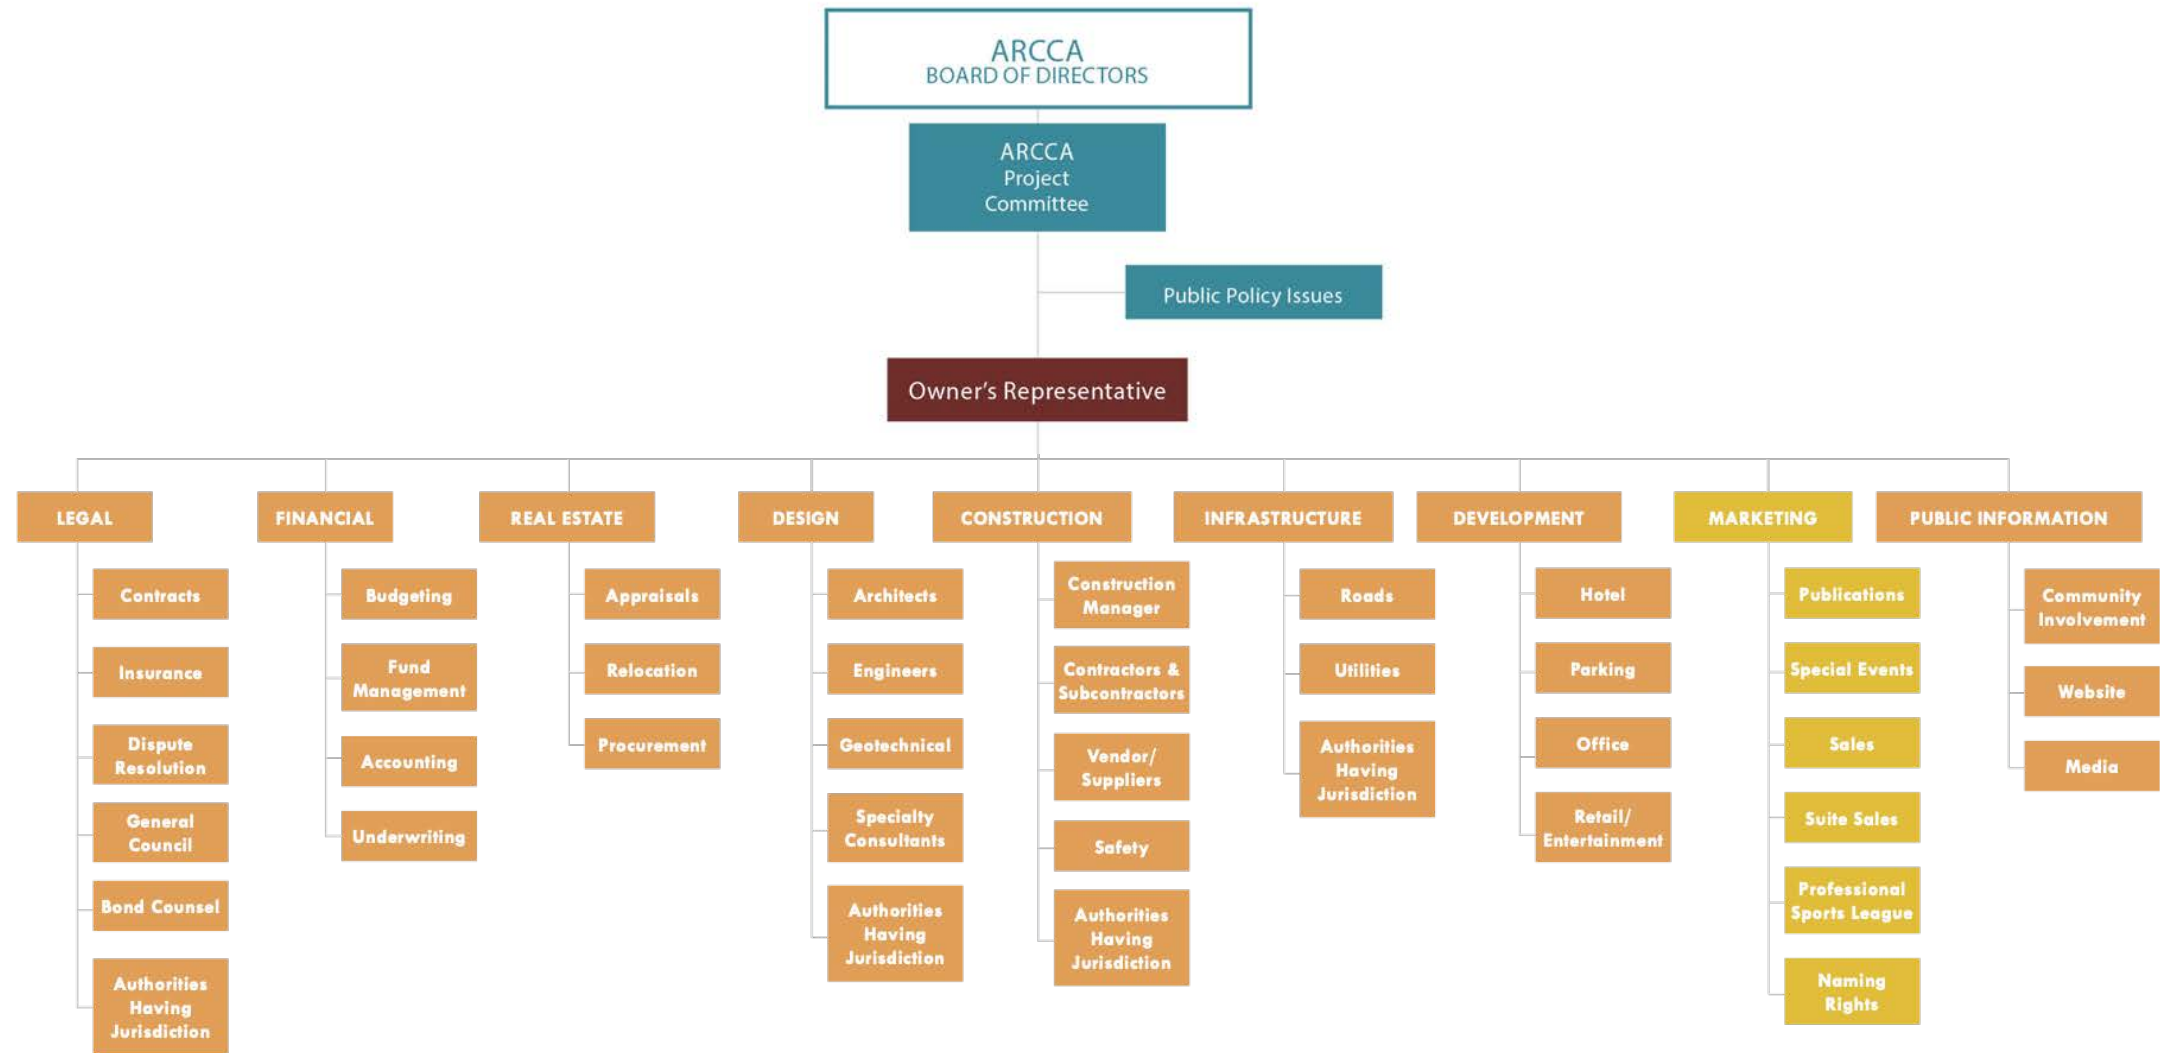 ARCCA
BOARD OF DIRECTORS
ARCCA
Project
Committee
Public Policy Issues
Owner's Representative
LEGAL
Contracts
Insurance
Dispute
Resolution
General
Council
Bond Counsel
Authorities
Having
Jurisdiction
FINANCIAL
Budgeting
Fund
Management
Accounting
Underwriting
REAL ESTATE
Appraisals
Relocation
Procurement
DESIGN
Architects
Engineers
Geotechnical
Specialty
Consultants
Authorities
Having
Jurisdiction
CONSTRUCTION
Construction
Manager
Contractors &
Subcontractors
Vendor/
Suppliers
Safety
Authorities
Having
Jurisdiction
INFRASTRUCTURE
Roads
Utilities
Authorities
Having
Jurisdiction
DEVELOPMENT
Hotel
Parking
Office
Retail/
Entertainment
MARKETING
Publications
Special Events
Sales
Suite Sales
Professional
Sports League
Naming
Rights
PUBLIC INFORMATION
Community
Involvement
Website
Media